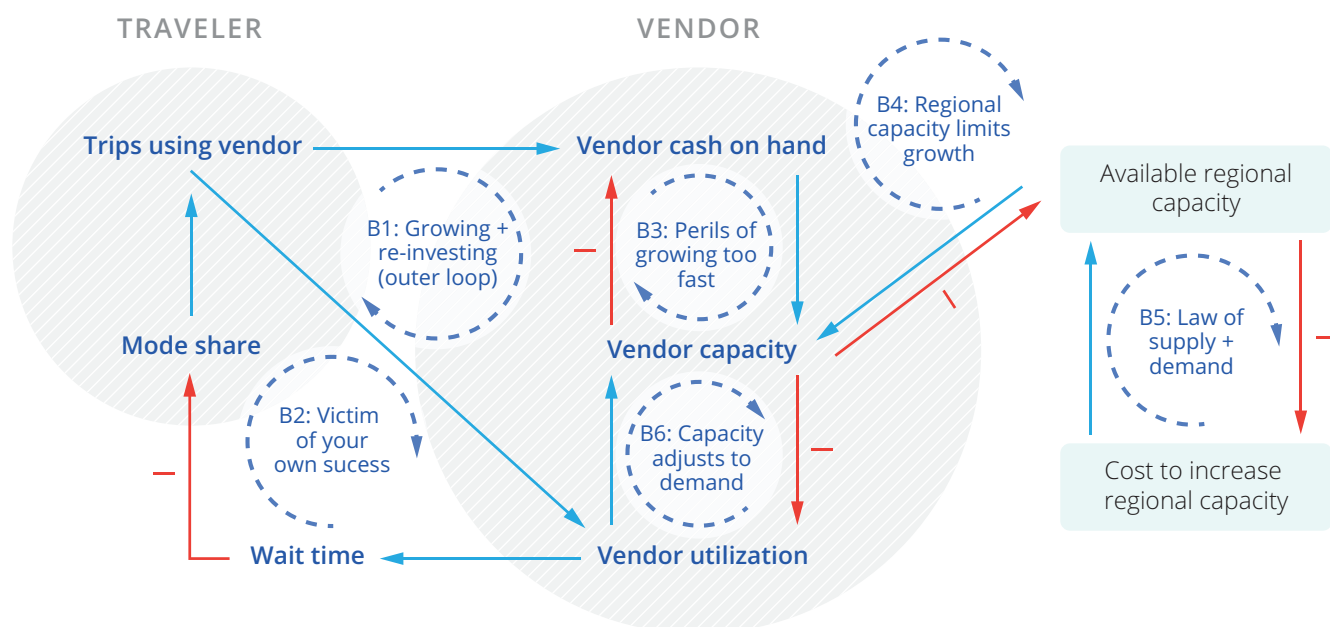 TRAVELER
VENDOR
Trips using vendor
Vendor cash on hand
B4: Regional
capacity limits
growth
Available regional
capacity
B1: Growing +
re-investing
(outer loop)
B3: Perils of
growing too
fast
Mode share
Vendor capacity
B5: Law of
supply +
demand
B2: Victim
of your
own sucess
B6: Capacity
adjusts to
demand
Cost to increase
regional capacity
Wait time
Vendor utilization